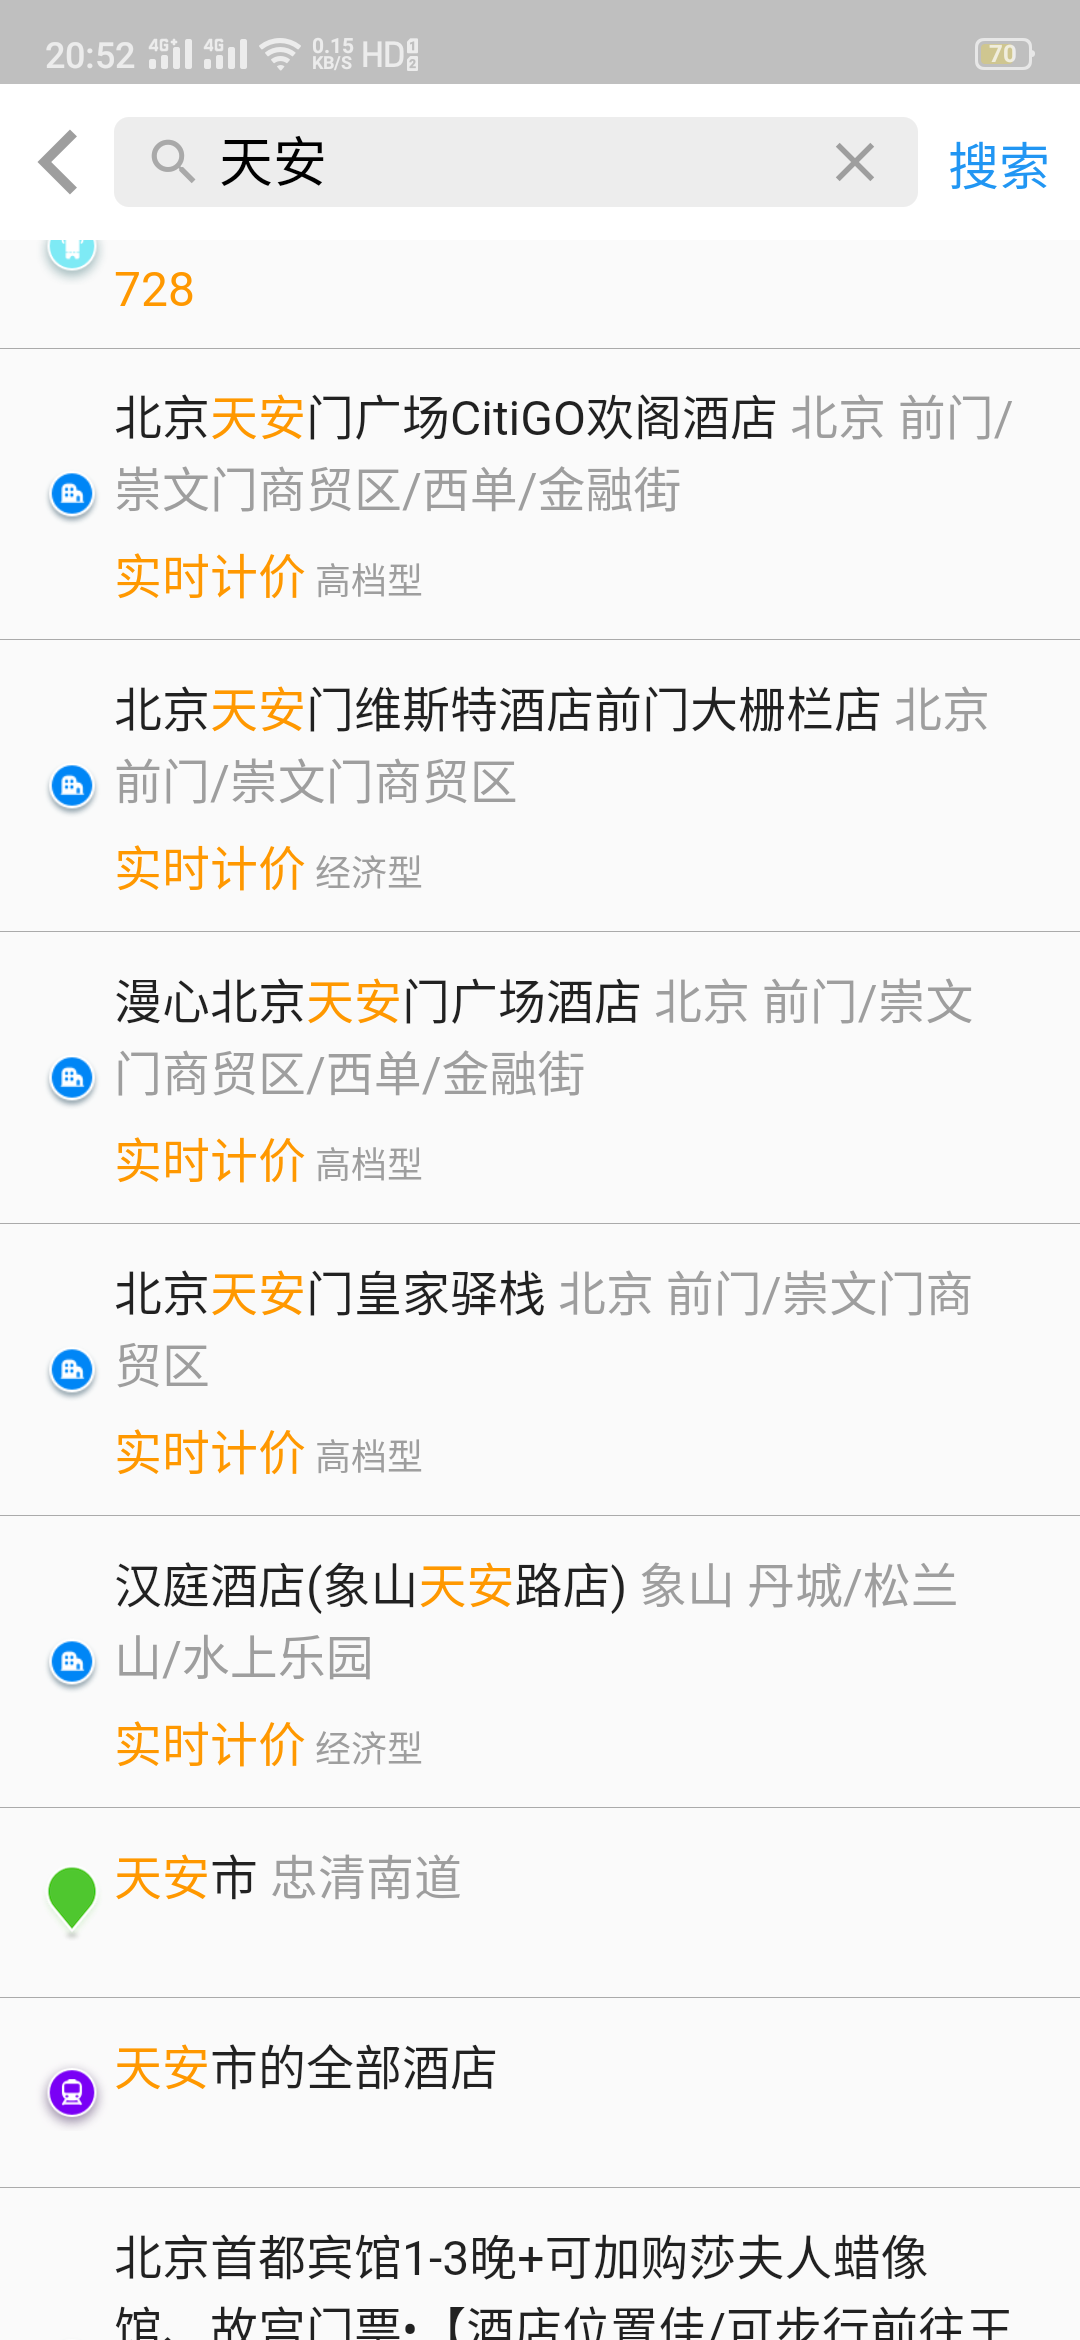 20:52 4G+ 4G 0.15 KB/S HD 1 2 70
天安 搜索
728
北京天安门广场CitiGO欢阁酒店 北京 前门/
崇文门商贸区/西单/金融街
实时计价 高档型
北京天安门维斯特酒店前门大栅栏店 北京
前门/崇文门商贸区
实时计价 经济型
漫心北京天安门广场酒店 北京 前门/崇文
门商贸区/西单/金融街
实时计价 高档型
北京天安门皇家驿栈 北京 前门/崇文门商
贸区
实时计价 高档型
汉庭酒店(象山天安路店) 象山 丹城/松兰
山/水上乐园
实时计价 经济型
天安市 忠清南道
天安市的全部酒店
北京首都宾馆1-3晚+可加购莎夫人蜡像
馆、故宫门票•【酒店位置佳/可步行前往天